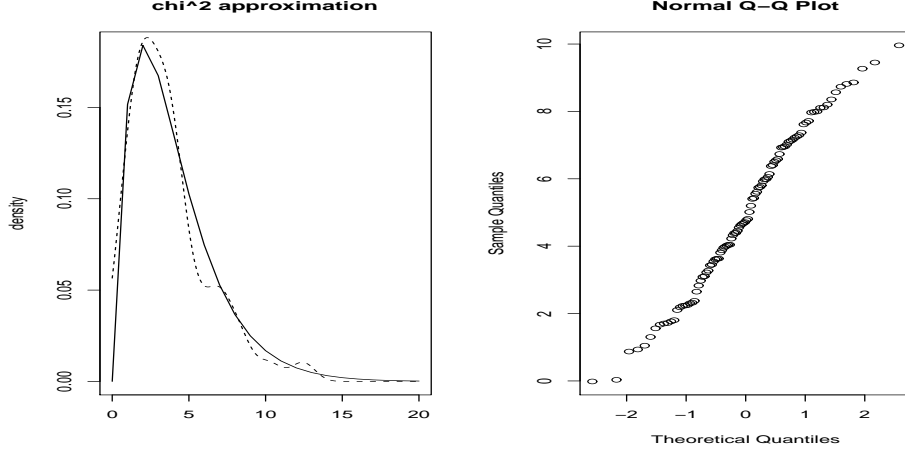 chi^2 approximation
density
0.00
0.05
0.10
0.15
0 5 10 15 20
Normal Q−Q Plot
Sample Quantiles
0 2 4 6 8 10
−2 −1 0 1 2
Theoretical Quantiles